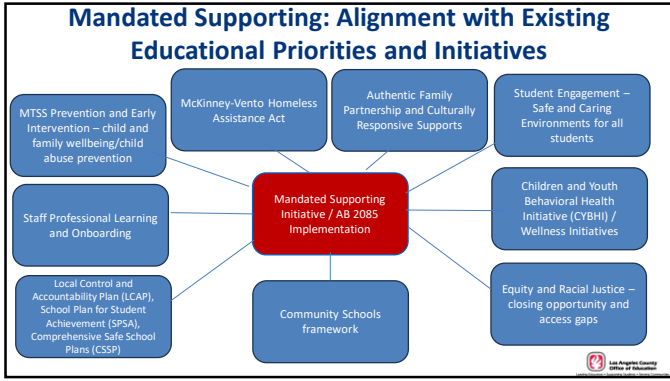 Mandated Supporting: Alignment with Existing
Educational Priorities and Initiatives
MTSS Prevention and Early
Intervention – child and
family wellbeing/child
abuse prevention
McKinney-Vento Homeless
Assistance Act
Authentic Family
Partnership and Culturally
Responsive Supports
Student Engagement –
Safe and Caring
Environments for all
students
Staff Professional Learning
and Onboarding
Mandated Supporting
Initiative / AB 2085
Implementation
Children and Youth
Behavioral Health
Initiative (CYBHI) /
Wellness Initiatives
Local Control and
Accountability Plan (LCAP),
School Plan for Student
Achievement (SPSA),
Comprehensive Safe School
Plans (CSSP)
Community Schools
framework
Equity and Racial Justice –
closing opportunity and
access gaps
Los Angeles County
Office of Education